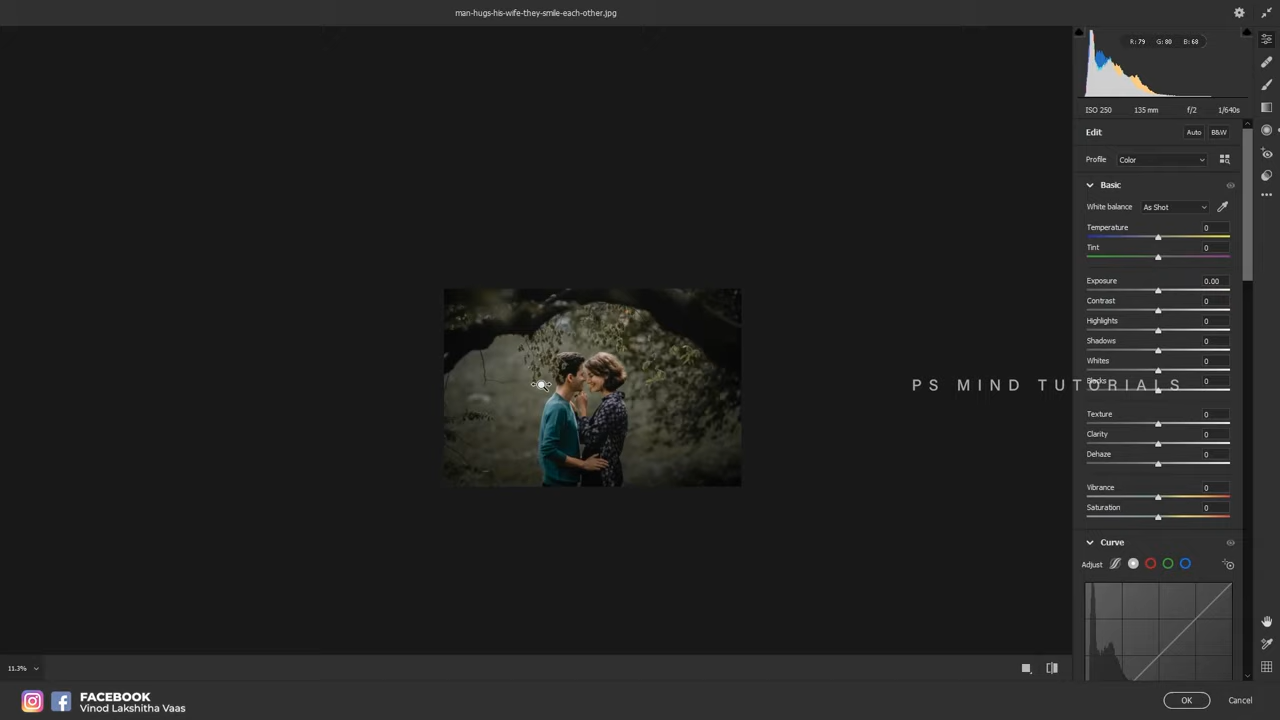 man-hugs-his-wife-they-smile-each-other.jpg
R: 79 G: 80 B: 68
ISO 250 135 mm f/2 1/640s
Edit Auto B&W
Profile Color
Basic
White balance As Shot
Temperature 0
Tint 0
Exposure 0.00
Contrast 0
Highlights 0
Shadows 0
Whites 0
Blacks 0
PS MIND TUTORIALS
Texture 0
Clarity 0
Dehaze 0
Vibrance 0
Saturation 0
Curve
Adjust
11.3%
FACEBOOK
Vinod Lakshitha Vaas
OK Cancel